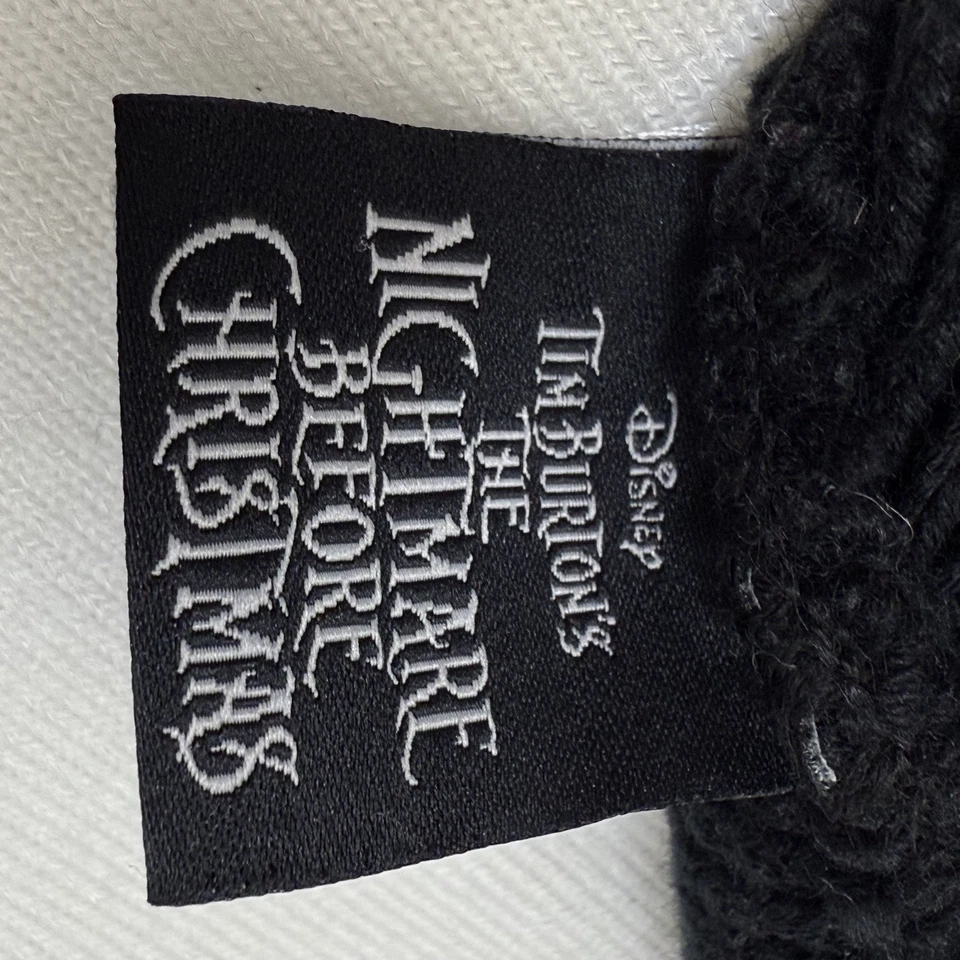 Disney
TIM BURTON'S
THE
NIGHTMARE
BEFORE
CHRISTMAS